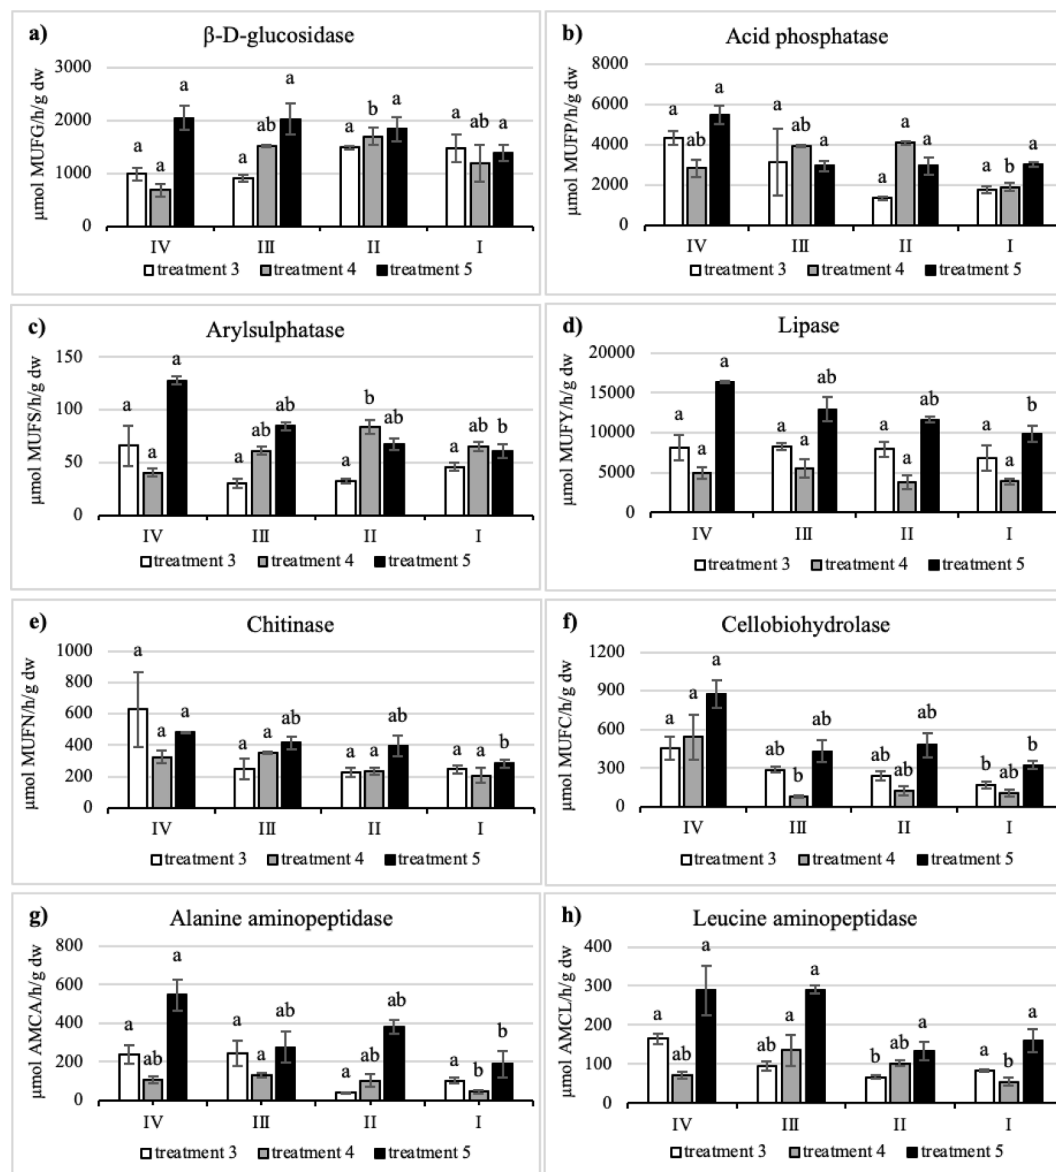 a) β-D-glucosidase
μmol MUFG/h/g dw
3000
2000
1000
0
a a a
a ab a
a b a
a ab a
IV III II I
treatment 3 treatment 4 treatment 5
b) Acid phosphatase
μmol MUFP/h/g dw
8000
6000
4000
2000
0
a ab a
a ab a
a a a
a b a
IV III II I
treatment 3 treatment 4 treatment 5
c) Arylsulphatase
μmol MUFS/h/g dw
150
100
50
0
a a a
a ab ab
a b ab
a ab b
IV III II I
treatment 3 treatment 4 treatment 5
d) Lipase
μmol MUFY/h/g dw
20000
15000
10000
5000
0
a a a
a a ab
a a ab
a a b
IV III II I
treatment 3 treatment 4 treatment 5
e) Chitinase
μmol MUFN/h/g dw
1000
800
600
400
200
0
a a a
a a ab
a a ab
a a b
IV III II I
treatment 3 treatment 4 treatment 5
f) Cellobiohydrolase
μmol MUFC/h/g dw
1200
900
600
300
0
a a a
ab b ab
ab ab ab
b ab b
IV III II I
treatment 3 treatment 4 treatment 5
g) Alanine aminopeptidase
μmol AMCA/h/g dw
800
600
400
200
0
a ab a
a a ab
a ab ab
a b b
IV III II I
treatment 3 treatment 4 treatment 5
h) Leucine aminopeptidase
μmol AMCL/h/g dw
400
300
200
100
0
a ab a
ab a a
b ab a
a b a
IV III II I
treatment 3 treatment 4 treatment 5